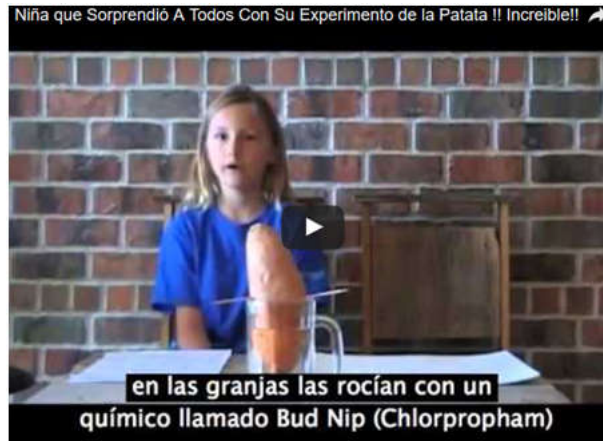 Niña que Sorprendió A Todos Con Su Experimento de la Patata !! Increible!!
en las granjas las rocían con un
químico llamado Bud Nip (Chlorpropham)